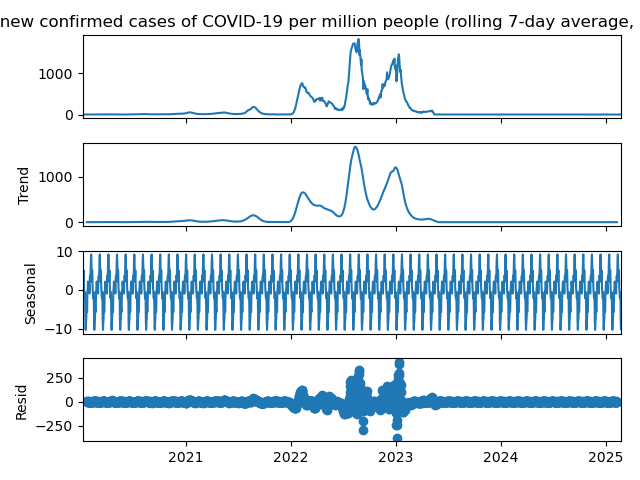 new confirmed cases of COVID-19 per million people (rolling 7-day average,
1000
0
Trend
1000
0
Seasonal
10
0
−10
Resid
250
0
−250
2021 2022 2023 2024 2025